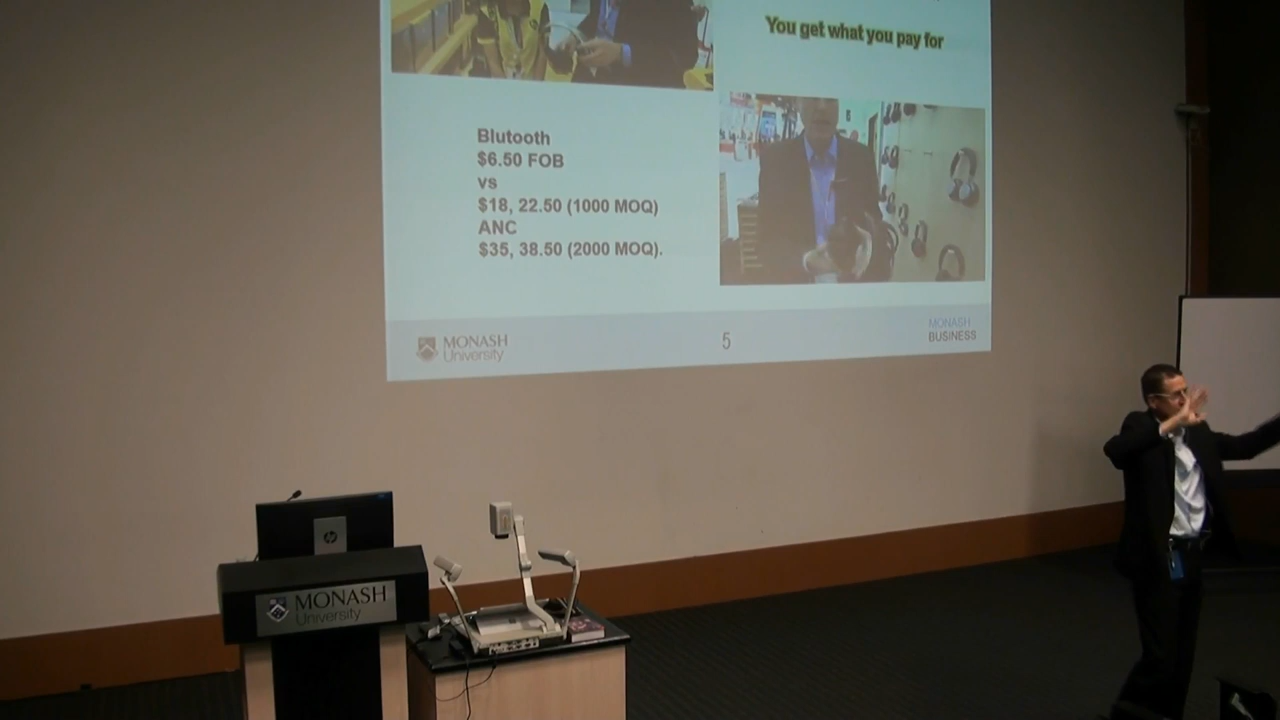 You get what you pay for
Blutooth
$6.50 FOB
vs
$18, 22.50 (1000 MOQ)
ANC
$35, 38.50 (2000 MOQ).
MONASH
University
5
MONASH
BUSINESS
hp
MONASH
University